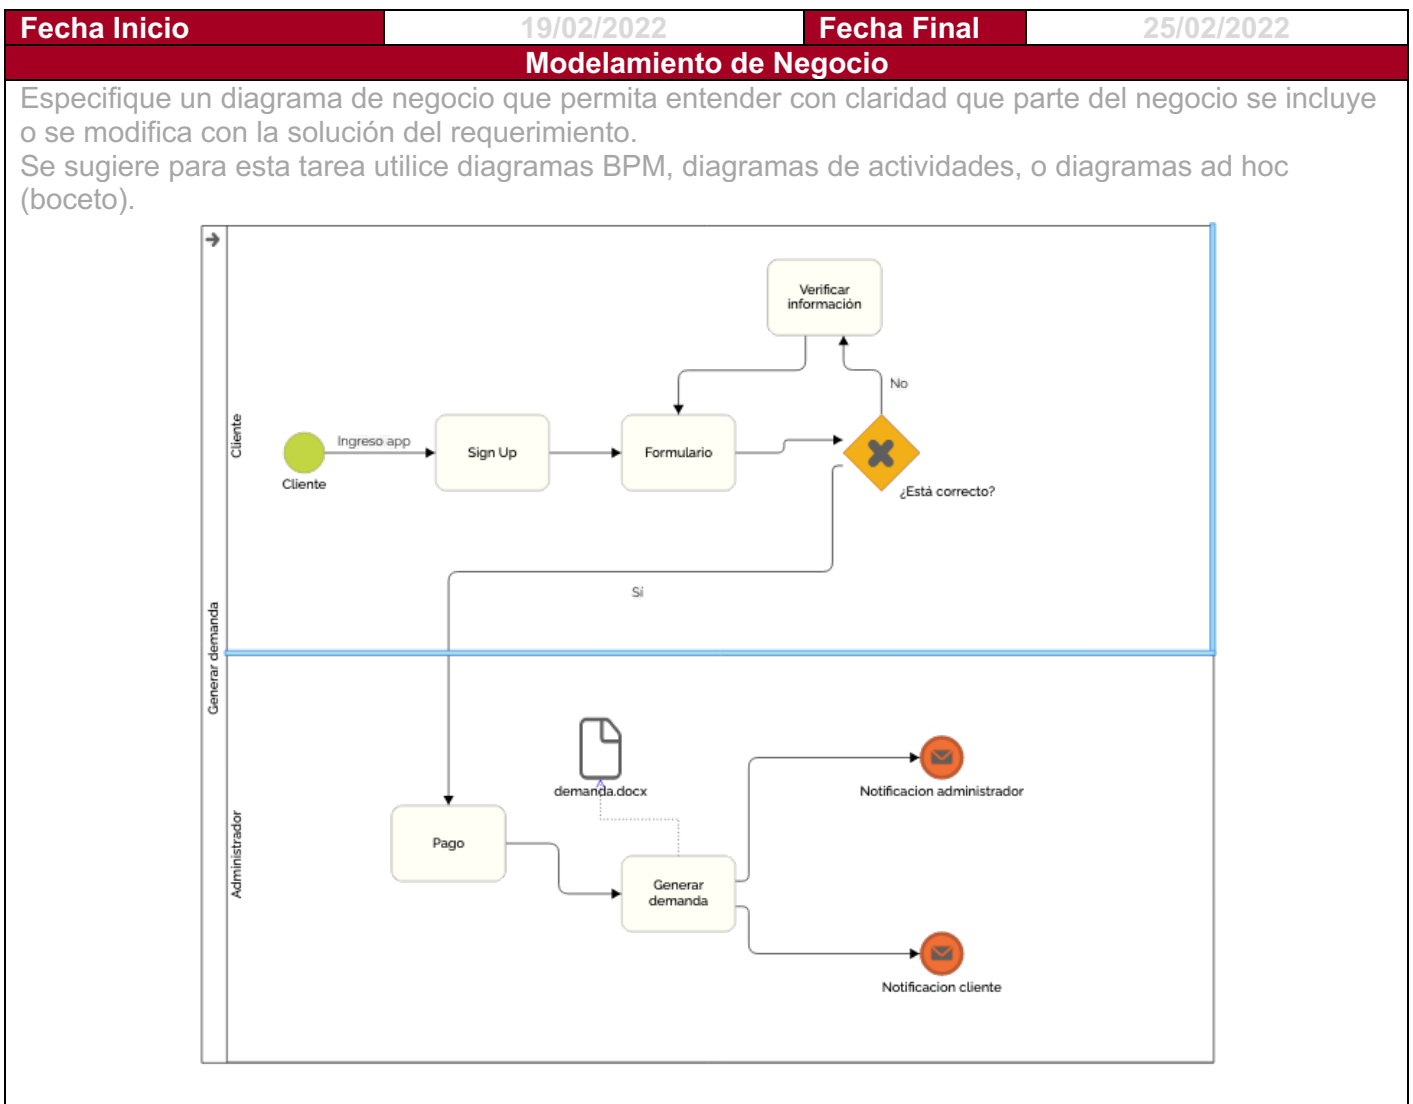 Fecha Inicio 19/02/2022 Fecha Final 25/02/2022
Modelamiento de Negocio
Especifique un diagrama de negocio que permita entender con claridad que parte del negocio se incluye
o se modifica con la solución del requerimiento.
Se sugiere para esta tarea utilice diagramas BPM, diagramas de actividades, o diagramas ad hoc
(boceto).
Generar demanda
Cliente
Verificar
información
No
Ingreso app
Cliente
Sign Up
Formulario
¿Está correcto?
Sí
Administrador
demanda.docx
Notificacion administrador
Pago
Generar
demanda
Notificacion cliente